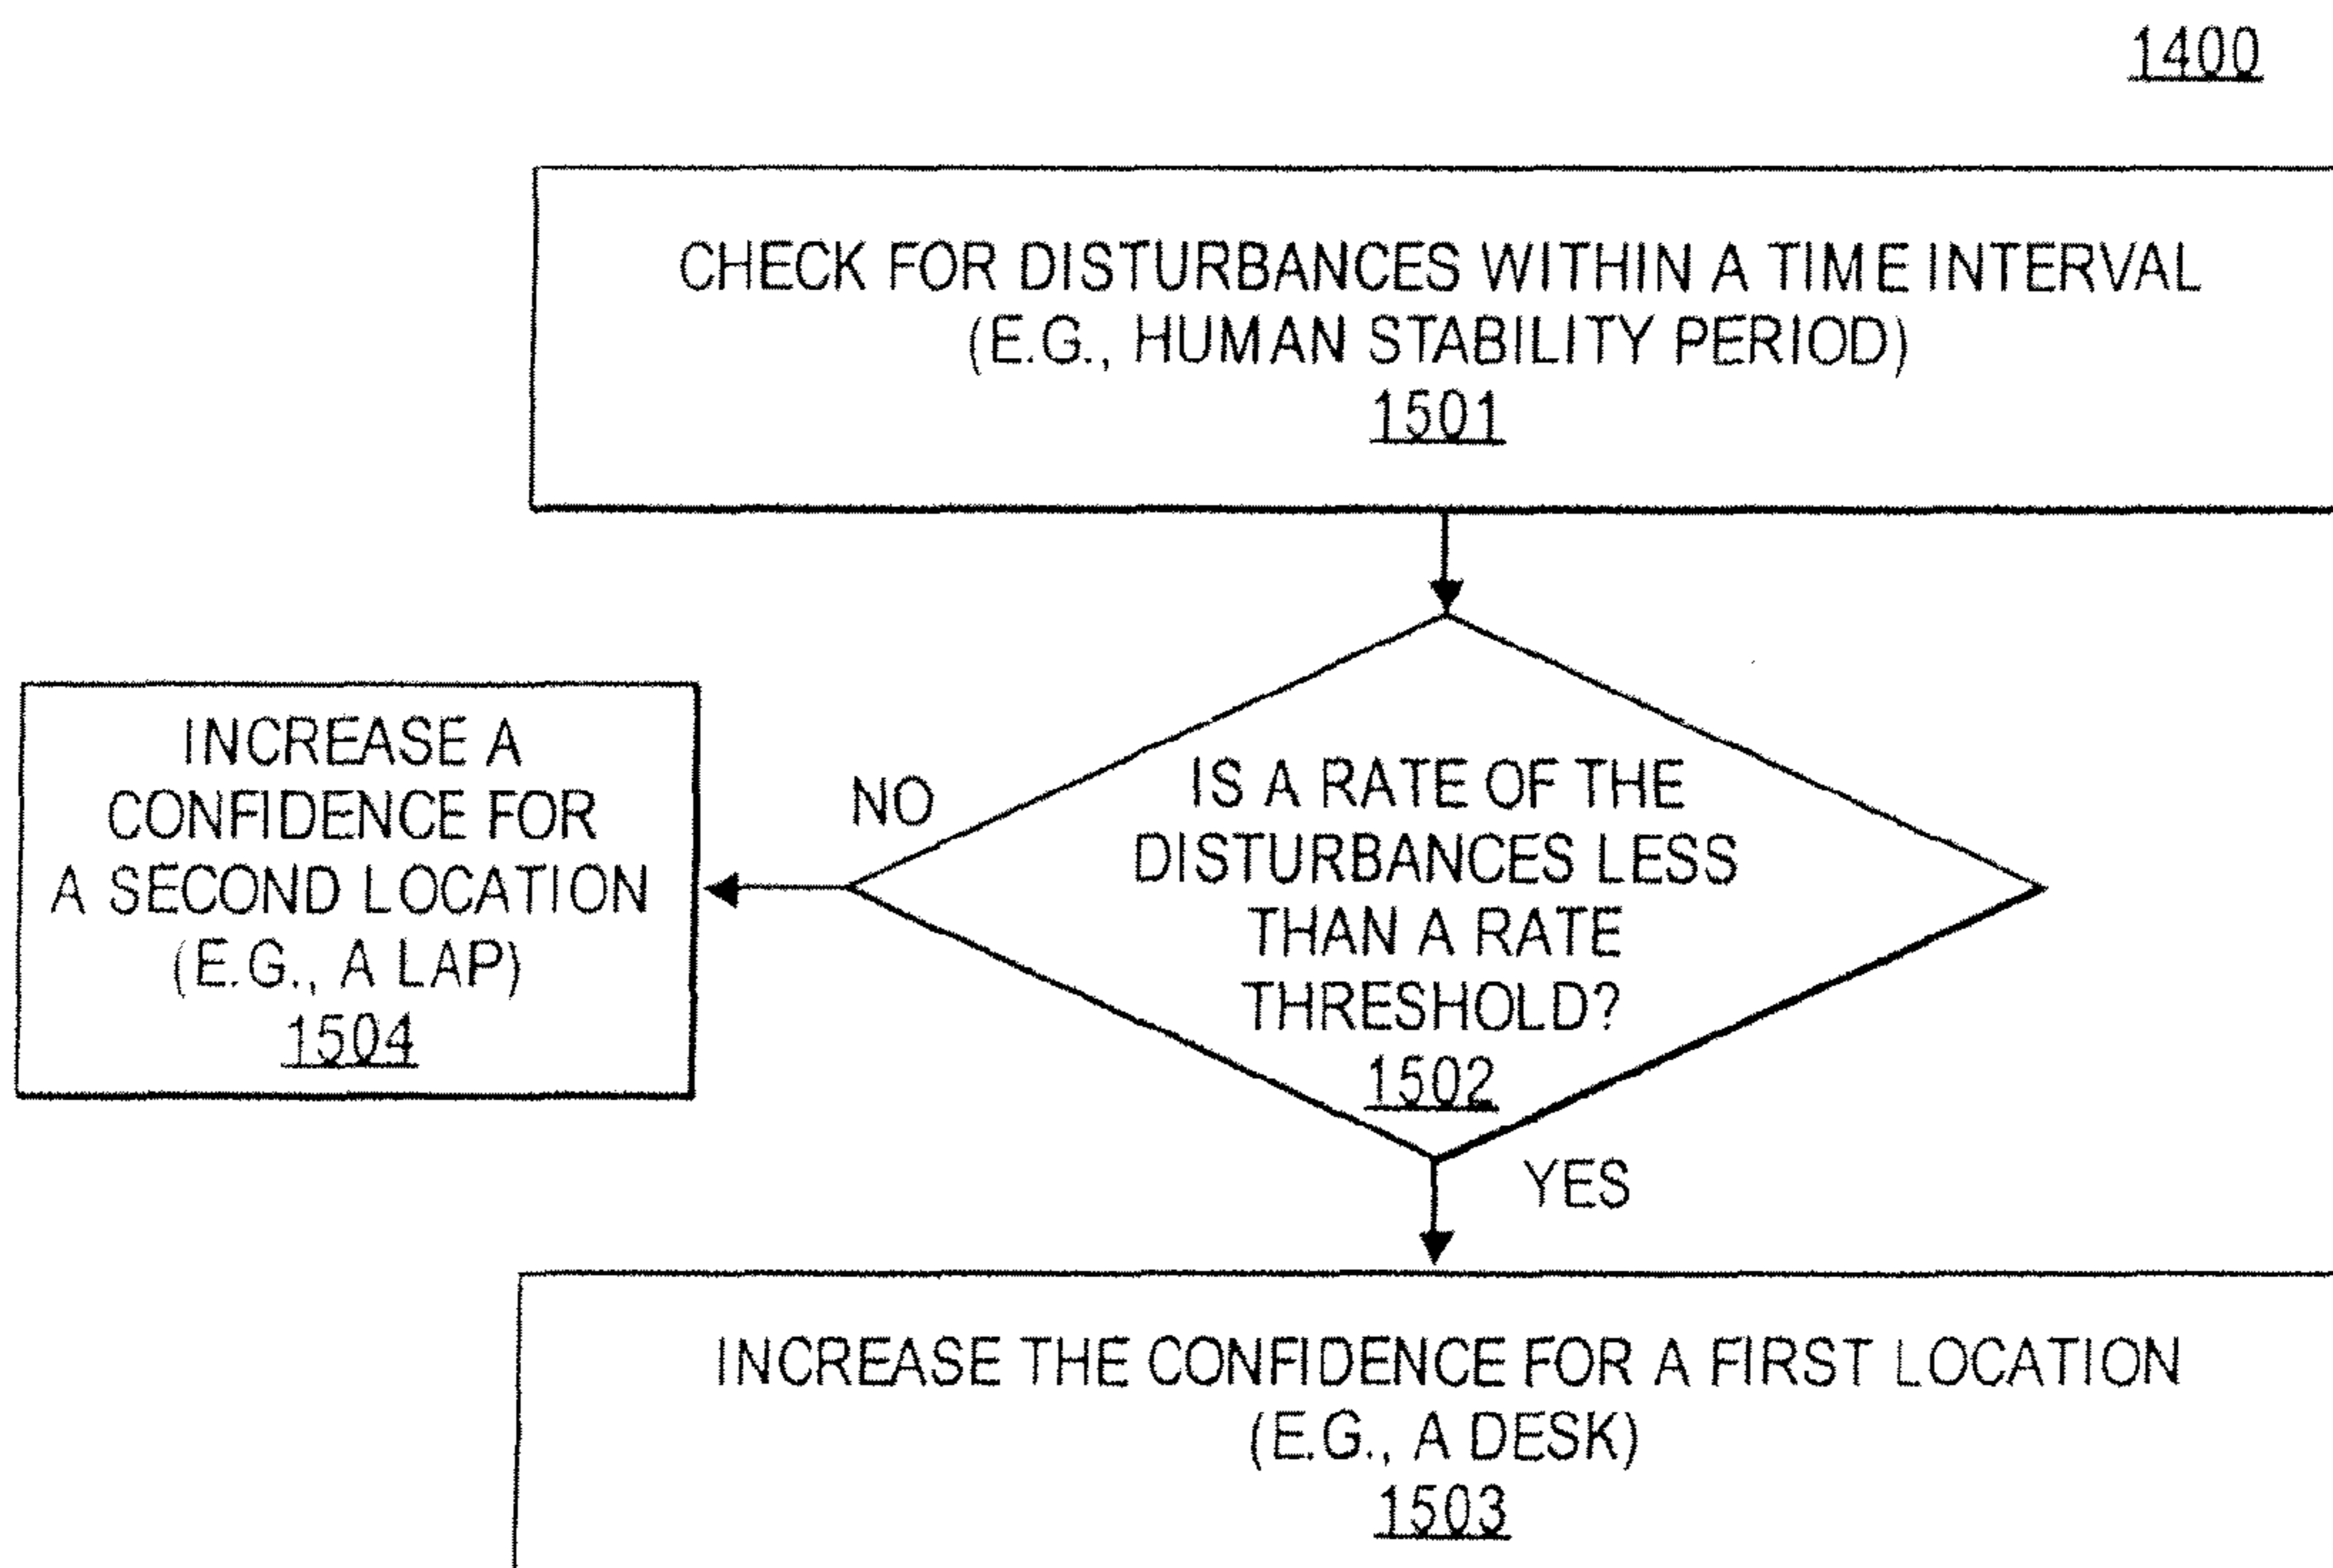 1400
CHECK FOR DISTURBANCES WITHIN A TIME INTERVAL
(E.G., HUMAN STABILITY PERIOD)
1501
INCREASE A
CONFIDENCE FOR
A SECOND LOCATION
(E.G., A LAP)
1504
NO
IS A RATE OF THE
DISTURBANCES LESS
THAN A RATE
THRESHOLD?
1502
YES
INCREASE THE CONFIDENCE FOR A FIRST LOCATION
(E.G., A DESK)
1503